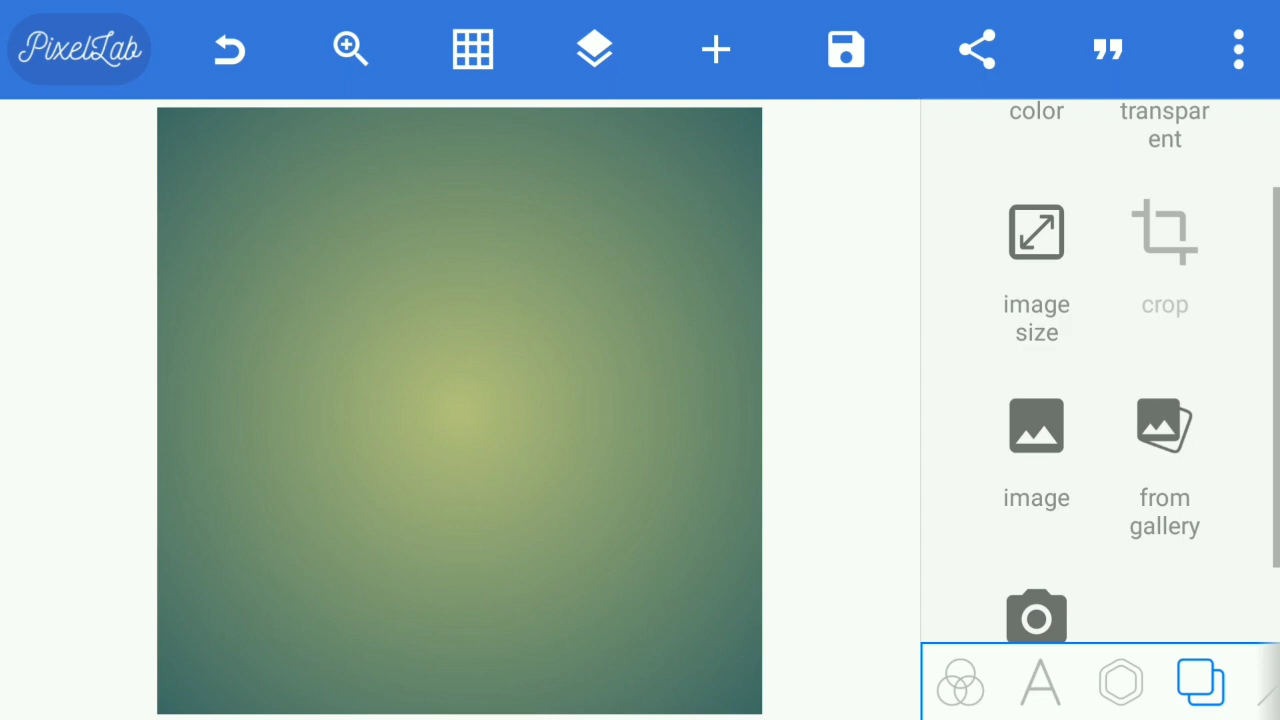 PixelLab
color
transpar
ent
image
size
crop
image
from
gallery